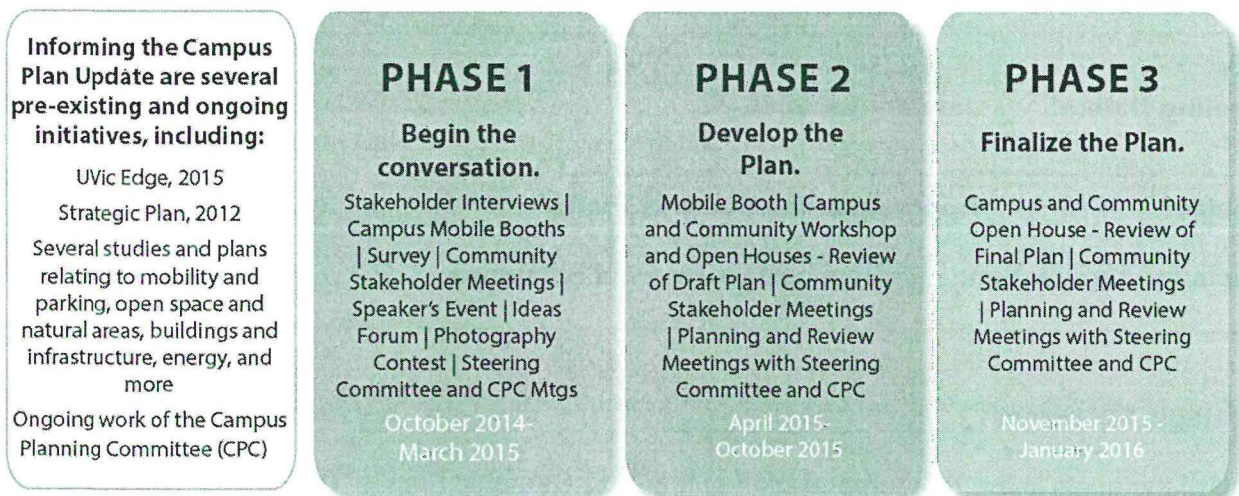 Informing the Campus
Plan Update are several
pre-existing and ongoing
initiatives, including:
UVic Edge, 2015
Strategic Plan, 2012
Several studies and plans
relating to mobility and
parking, open space and
natural areas, buildings and
infrastructure, energy, and
more
Ongoing work of the Campus
Planning Committee (CPC)
PHASE 1
Begin the
conversation.
Stakeholder Interviews |
Campus Mobile Booths
| Survey | Community
Stakeholder Meetings |
Speaker's Event | Ideas
Forum | Photography
Contest | Steering
Committee and CPC Mtgs
October 2014-
March 2015
PHASE 2
Develop the
Plan.
Mobile Booth | Campus
and Community Workshop
and Open Houses - Review
of Draft Plan | Community
Stakeholder Meetings
| Planning and Review
Meetings with Steering
Committee and CPC
April 2015-
October 2015
PHASE 3
Finalize the Plan.
Campus and Community
Open House - Review of
Final Plan | Community
Stakeholder Meetings
| Planning and Review
Meetings with Steering
Committee and CPC
November 2015 -
January 2016